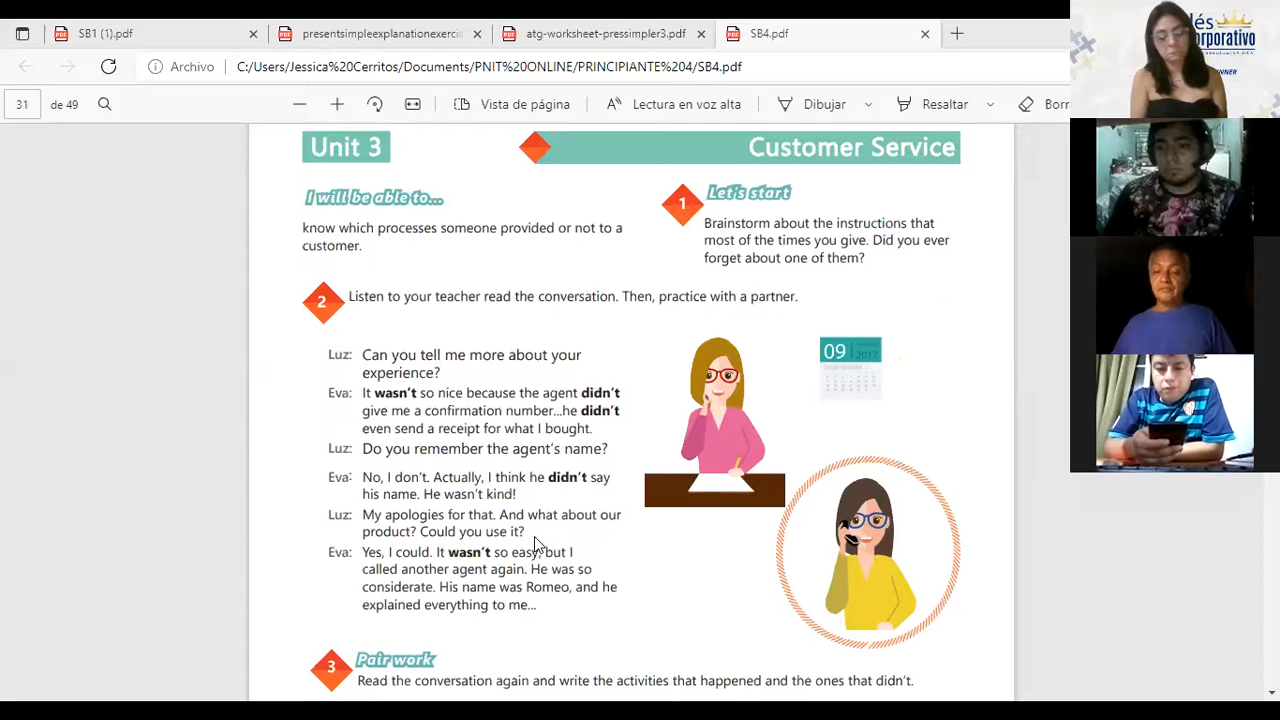 SB1 (1).pdf
presentsimpleexplanationexercis
atg-worksheet-pressimpler3.pdf
SB4.pdf
Archivo
C:/Users/Jessica%20Cerritos/Documents/PNIT%20ONLINE/PRINCIPIANTE%204/SB4.pdf
31
de 49
Vista de página
Lectura en voz alta
Dibujar
Resaltar
Borr
lés
corporativo
Unit 3
Customer Service
I will be able to...
know which processes someone provided or not to a
customer.
1
Let's start
Brainstorm about the instructions that
most of the times you give. Did you ever
forget about one of them?
2
Listen to your teacher read the conversation. Then, practice with a partner.
Luz: Can you tell me more about your
experience?
Eva: It wasn't so nice because the agent didn't
give me a confirmation number...he didn't
even send a receipt for what I bought.
Luz: Do you remember the agent's name?
Eva: No, I don't. Actually, I think he didn't say
his name. He wasn't kind!
Luz: My apologies for that. And what about our
product? Could you use it?
Eva: Yes, I could. It wasn't so easy, but I
called another agent again. He was so
considerate. His name was Romeo, and he
explained everything to me...
09
2017
3
Pair work
Read the conversation again and write the activities that happened and the ones that didn't.